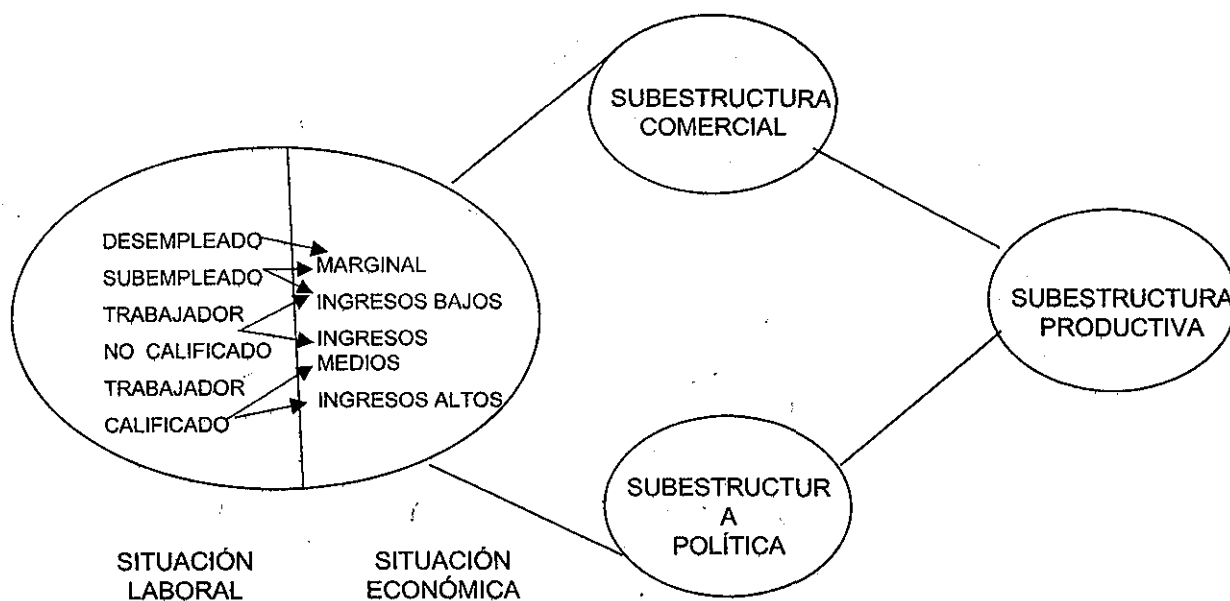 SUBESTRUCTURA
COMERCIAL
DESEMPLEADO
SUBEMPLEADO
TRABAJADOR
NO CALIFICADO
TRABAJADOR
CALIFICADO
MARGINAL
INGRESOS BAJOS
INGRESOS
MEDIOS
INGRESOS ALTOS
SUBESTRUCTURA
PRODUCTIVA
SUBESTRUCTUR
A
POLÍTICA
SITUACIÓN
LABORAL
SITUACIÓN
ECONÓMICA